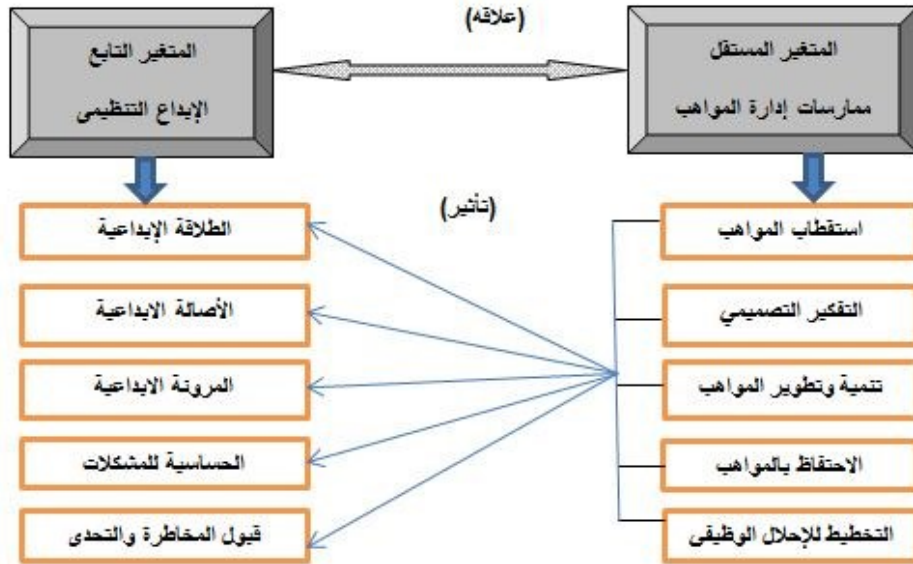 (علاقه)
المتغير المستقل
ممارسات إدارة المواهب
المتغير التابع
الإبداع التنظيمى
(تأثير)
استقطاب المواهب
التفكير التصميمي
تنمية وتطوير المواهب
الاحتفاظ بالمواهب
التخطيط للإحلال الوظيفى
الطلاقة الإبداعية
الأصالة الابداعية
المرونة الابداعية
الحساسية للمشكلات
قبول المخاطرة والتحدى